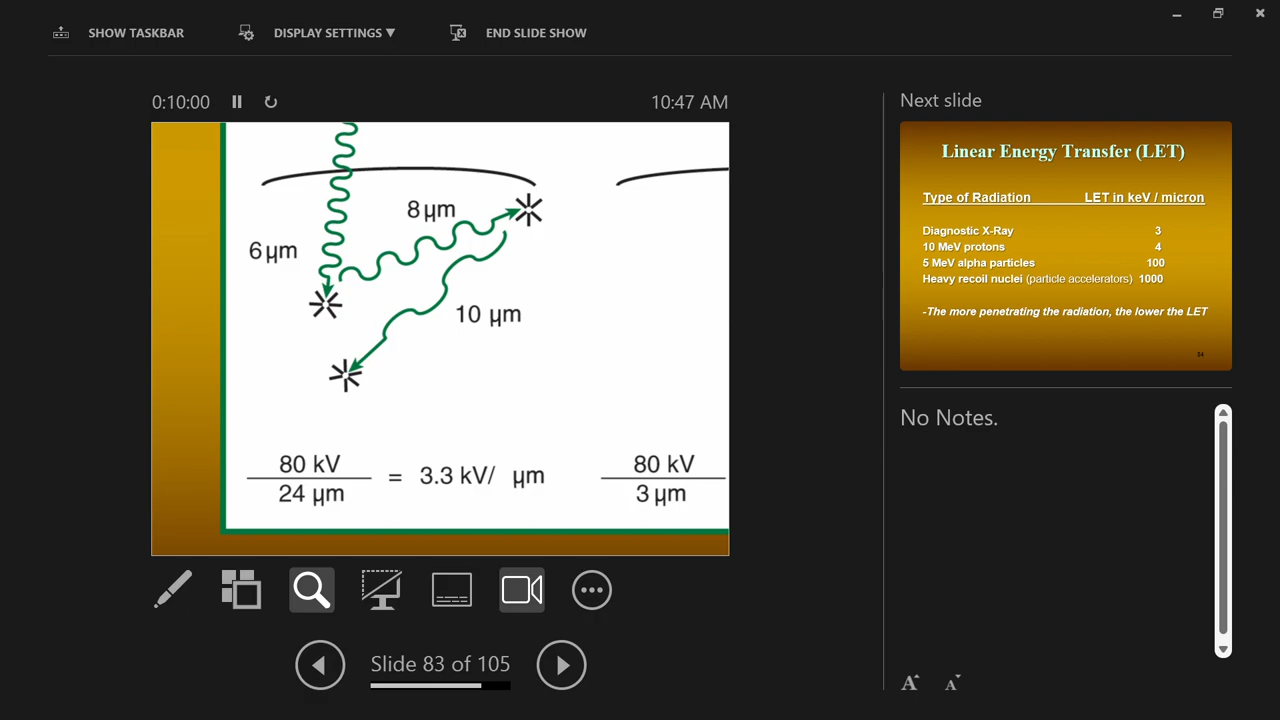 SHOW TASKBAR
DISPLAY SETTINGS ▼
END SLIDE SHOW
0:10:00
10:47 AM
8 µm
6 µm
10 µm
80 kV
24 µm
= 3.3 kV/ µm
80 kV
3 µm
Slide 83 of 105
Next slide
Linear Energy Transfer (LET)
Type of Radiation LET in keV / micron
Diagnostic X-Ray 3
10 MeV protons 4
5 MeV alpha particles 100
Heavy recoil nuclei (particle accelerators) 1000
-The more penetrating the radiation, the lower the LET
84
No Notes.
A A